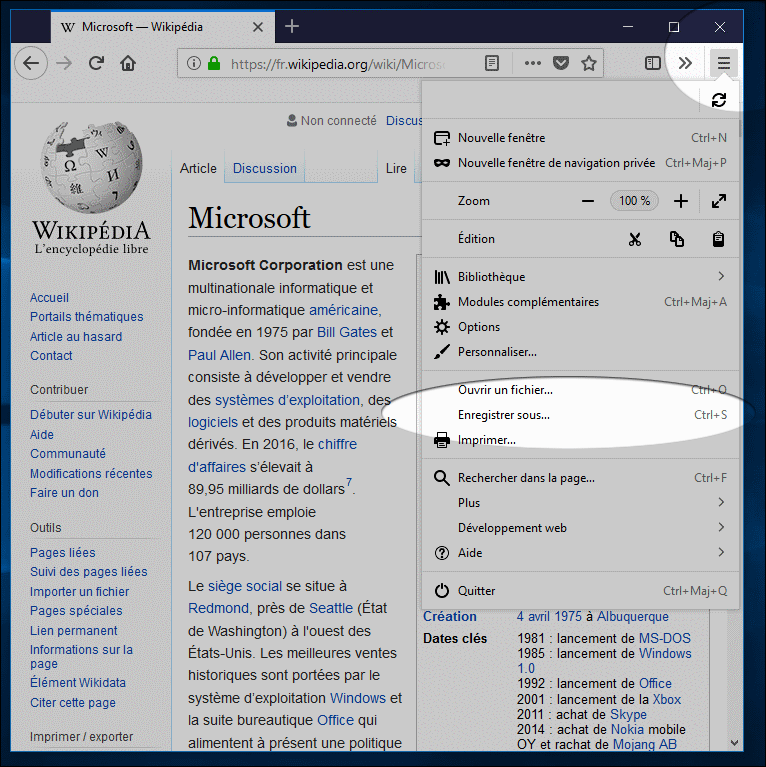 Microsoft — Wikipédia
https://fr.wikipedia.org/wiki/Micros
Non connecté Discus
WIKIPÉDIA
L'encyclopédie libre
Article Discussion Lire
Microsoft
Microsoft Corporation est une
multinationale informatique et
micro-informatique américaine,
fondée en 1975 par Bill Gates et
Paul Allen. Son activité principale
consiste à développer et vendre
des systèmes d'exploitation, des
logiciels et des produits matériels
dérivés. En 2016, le chiffre
d'affaires s'élevait à
89,95 milliards de dollars7.
L'entreprise emploie
120 000 personnes dans
107 pays.
Le siège social se situe à
Redmond, près de Seattle (État
de Washington) à l'ouest des
États-Unis. Les meilleures ventes
historiques sont portées par le
système d'exploitation Windows et
la suite bureautique Office qui
alimentent à présent une politique
Accueil
Portails thématiques
Article au hasard
Contact
Contribuer
Débuter sur Wikipédia
Aide
Communauté
Modifications récentes
Faire un don
Outils
Pages liées
Suivi des pages liées
Importer un fichier
Pages spéciales
Lien permanent
Informations sur la
page
Élément Wikidata
Citer cette page
Imprimer / exporter
Nouvelle fenêtre Ctrl+N
Nouvelle fenêtre de navigation privée Ctrl+Maj+P
Zoom 100 %
Édition
Bibliothèque
Modules complémentaires Ctrl+Maj+A
Options
Personnaliser...
Ouvrir un fichier... Ctrl+O
Enregistrer sous... Ctrl+S
Imprimer...
Rechercher dans la page... Ctrl+F
Plus
Développement web
Aide
Quitter Ctrl+Maj+Q
Création 4 avril 1975 à Albuquerque
Dates clés 1981 : lancement de MS-DOS
1985 : lancement de Windows
1.0
1992 : lancement de Office
2001 : lancement de la Xbox
2011 : achat de Skype
2014 : achat de Nokia mobile
OY et rachat de Mojang AB